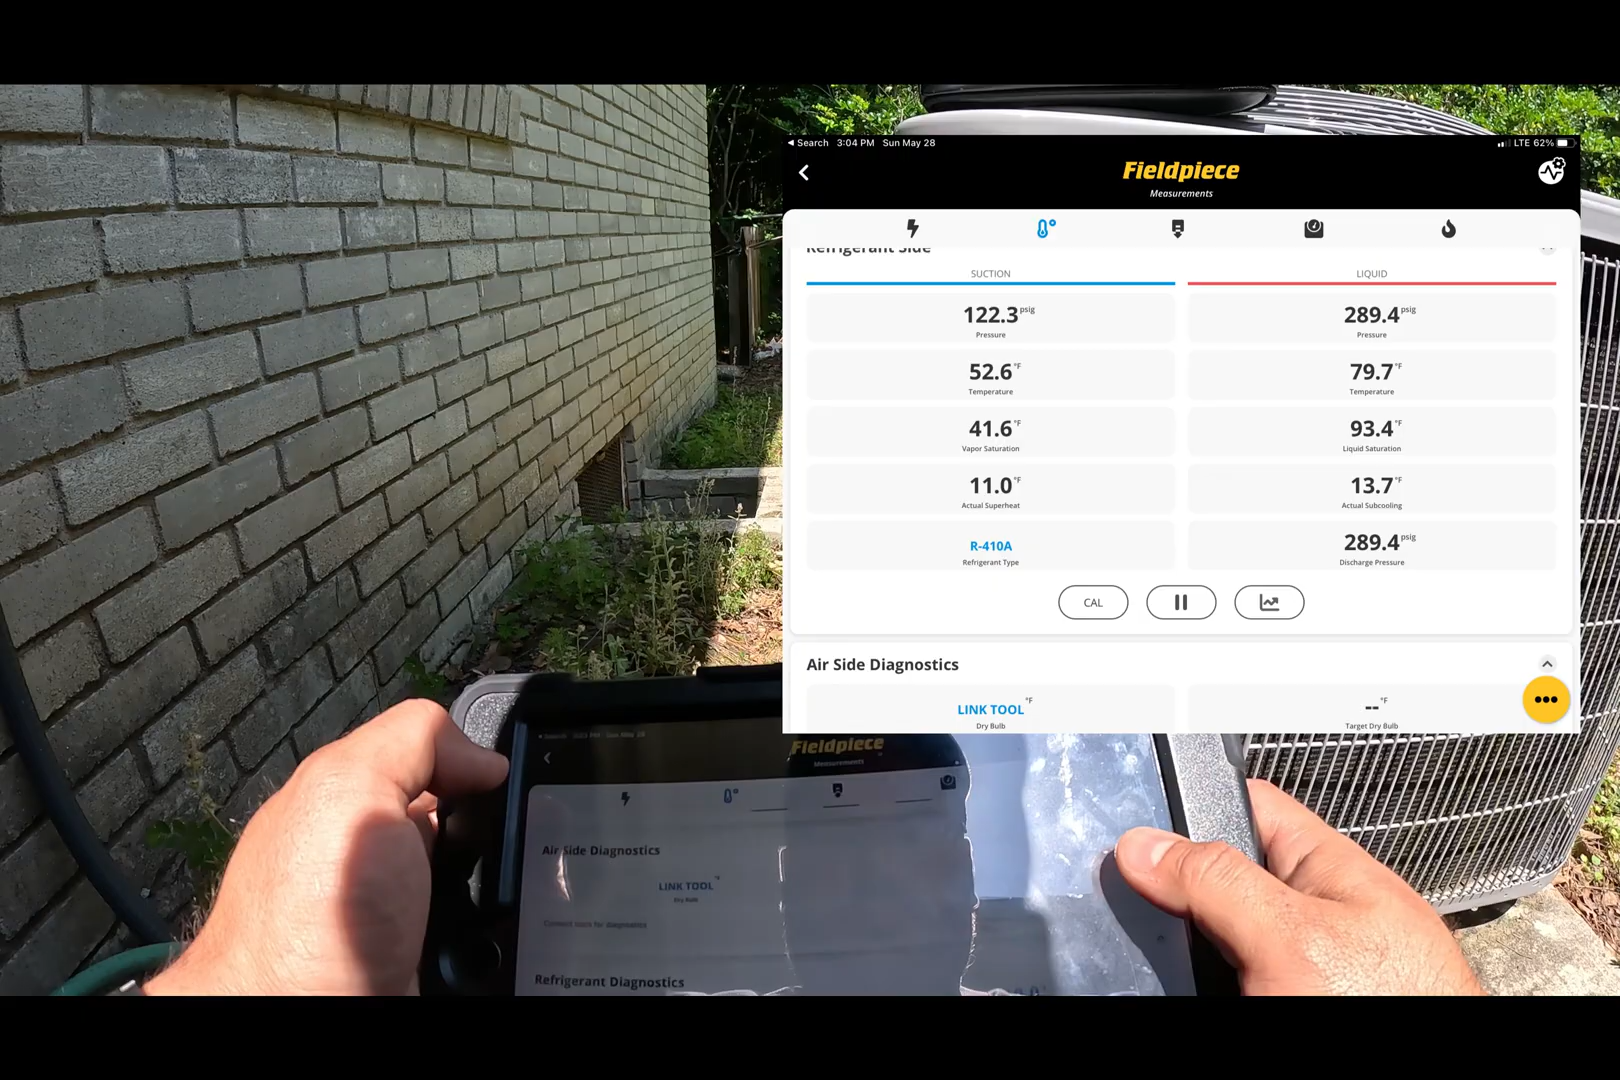 Search 3:04 PM Sun May 28 LTE 62%
Fieldpiece
Measurements
Refrigerant Side
SUCTION LIQUID
122.3 psig 289.4 psig
Pressure Pressure
52.6 °F 79.7 °F
Temperature Temperature
41.6 °F 93.4 °F
Vapor Saturation Liquid Saturation
11.0 °F 13.7 °F
Actual Superheat Actual Subcooling
R-410A 289.4 psig
Refrigerant Type Discharge Pressure
CAL
Air Side Diagnostics
LINK TOOL °F -- °F
Dry Bulb Target Dry Bulb
Fieldpiece
Measurements
Air Side Diagnostics
LINK TOOL °F
Dry Bulb
Refrigerant Diagnostics